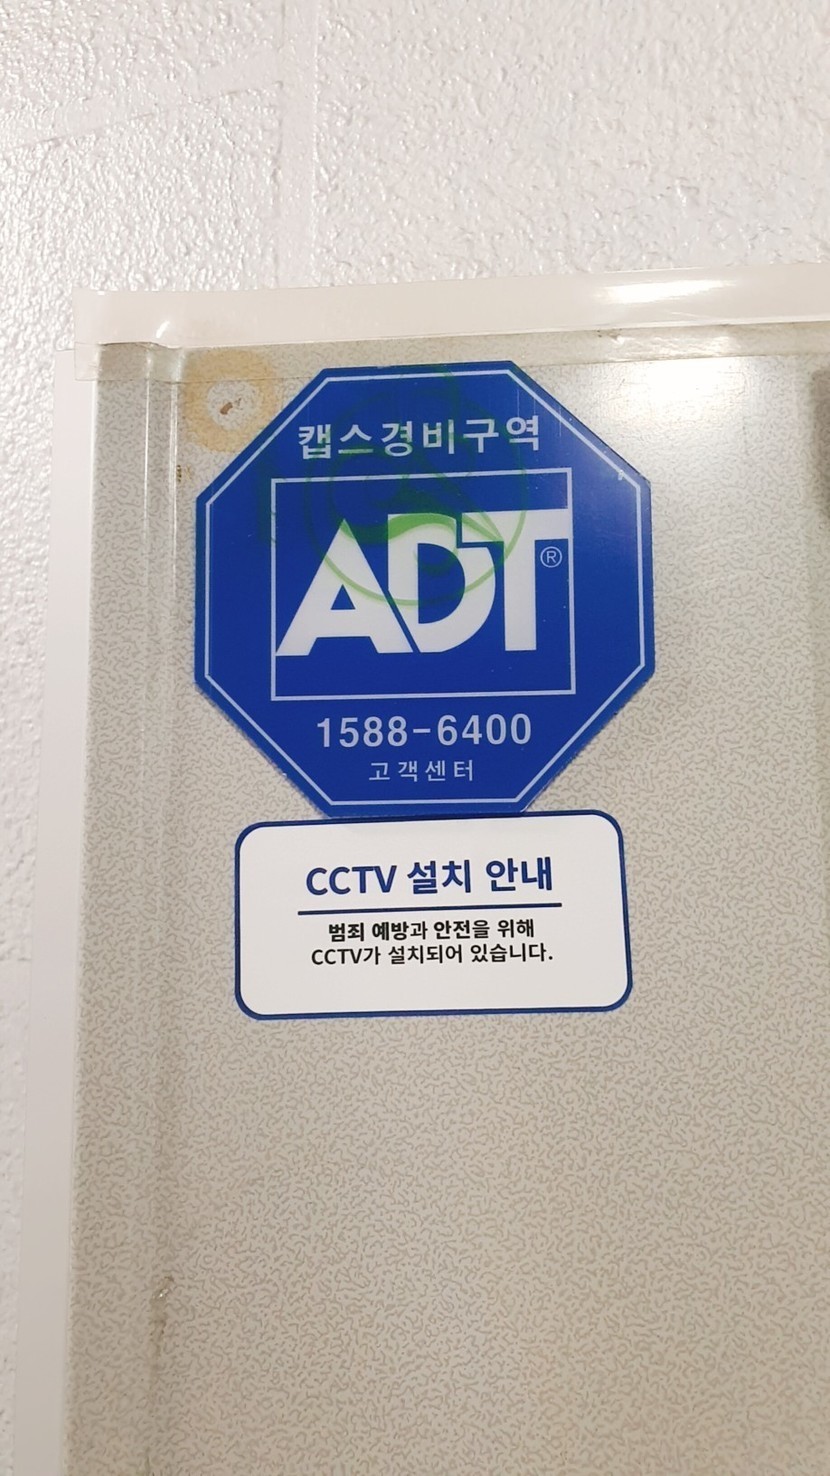 캡스경비구역
ADT®
1588-6400
고객센터
CCTV 설치 안내
범죄 예방과 안전을 위해
CCTV가 설치되어 있습니다.